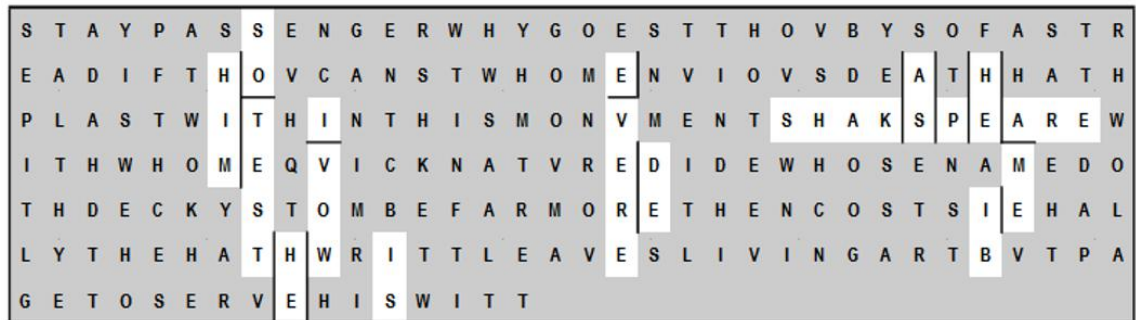 S T A Y P A S S E N G E R W H Y G O E S T T H O V B Y S O F A S T R
E A D I F T H O V C A N S T W H O M E N V I O V S D E A T H H A T H
P L A S T W I T H I N T H I S M O N V M E N T S H A K S P E A R E W
I T H W H O M E Q V I C K N A T V R E D I D E W H O S E N A M E D O
T H D E C K Y S T O M B E F A R M O R E T H E N C O S T S I E H A L
L Y T H E H A T H W R I T T L E A V E S L I V I N G A R T B V T P A
G E T O S E R V E H I S W I T T